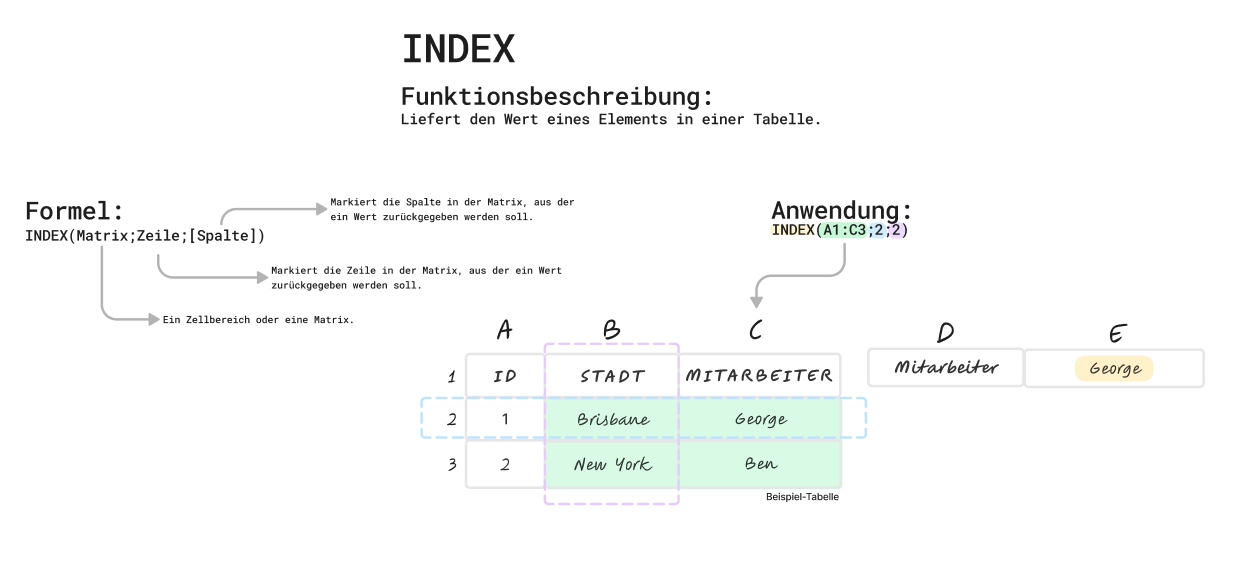 INDEX
Funktionsbeschreibung:
Liefert den Wert eines Elements in einer Tabelle.
Formel:
INDEX(Matrix;Zeile;[Spalte])
Markiert die Spalte in der Matrix, aus der
ein Wert zurückgegeben werden soll.
Markiert die Zeile in der Matrix, aus der ein Wert
zurückgegeben werden soll.
Ein Zellbereich oder eine Matrix.
Anwendung:
INDEX(A1:C3;2;2)
A B C D E
1 ID STADT MITARBEITER Mitarbeiter George
2 1 Brisbane George
3 2 New York Ben
Beispiel-Tabelle